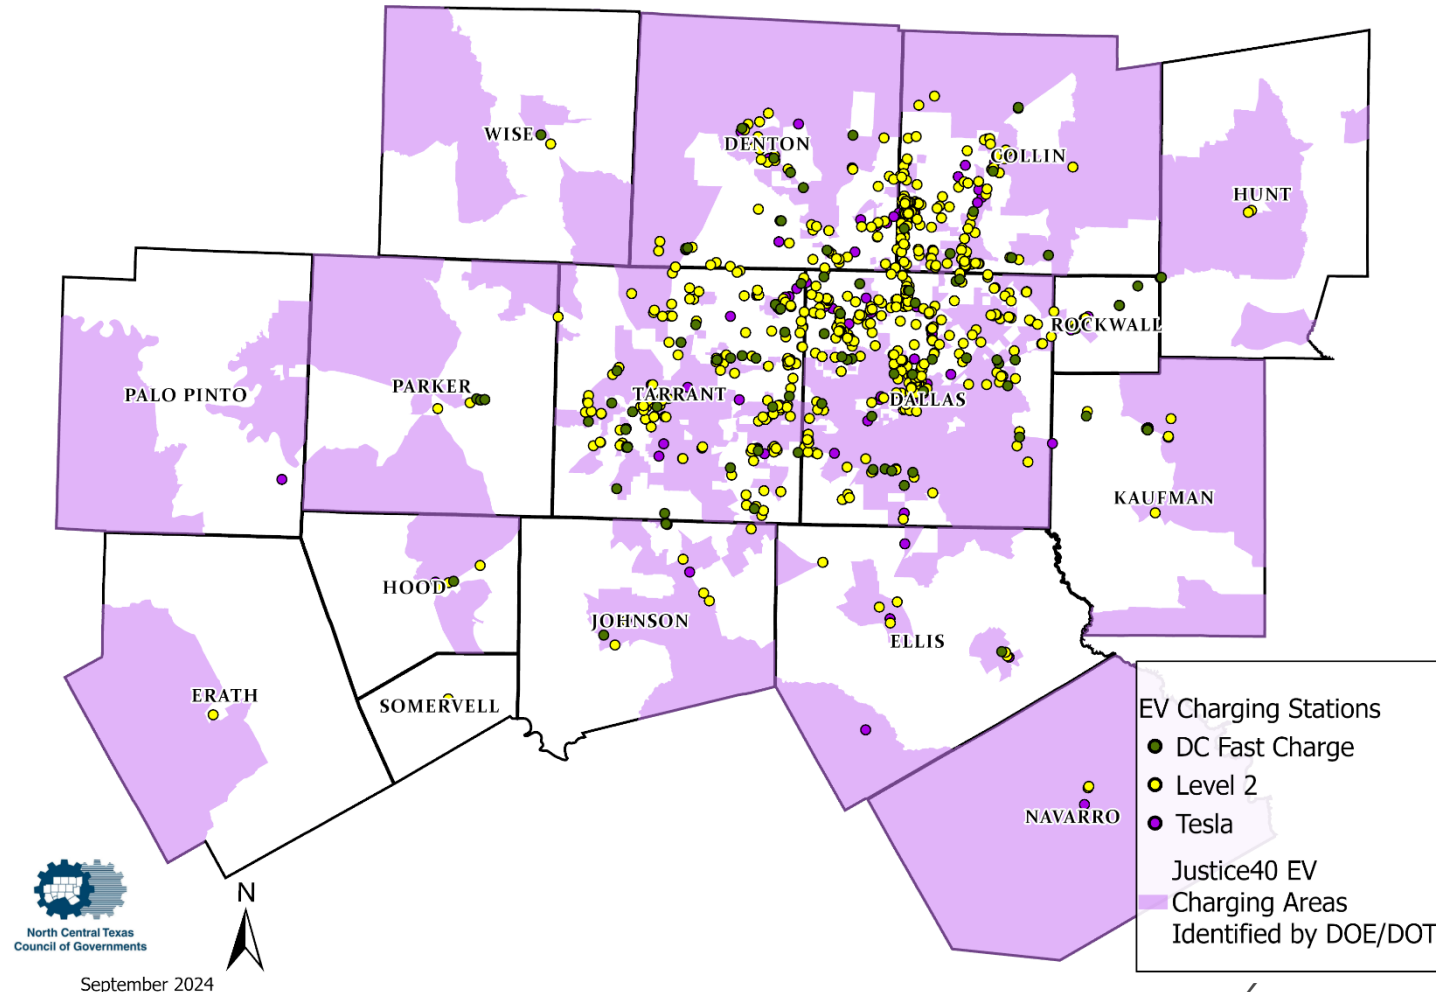 WISE
DENTON
COLLIN
HUNT
ROCKWALL
PALO PINTO
PARKER
TARRANT
DALLAS
KAUFMAN
HOOD
JOHNSON
ELLIS
ERATH
SOMERVELL
NAVARRO
EV Charging Stations
DC Fast Charge
Level 2
Tesla
Justice40 EV
Charging Areas
Identified by DOE/DOT
North Central Texas
Council of Governments
N
September 2024